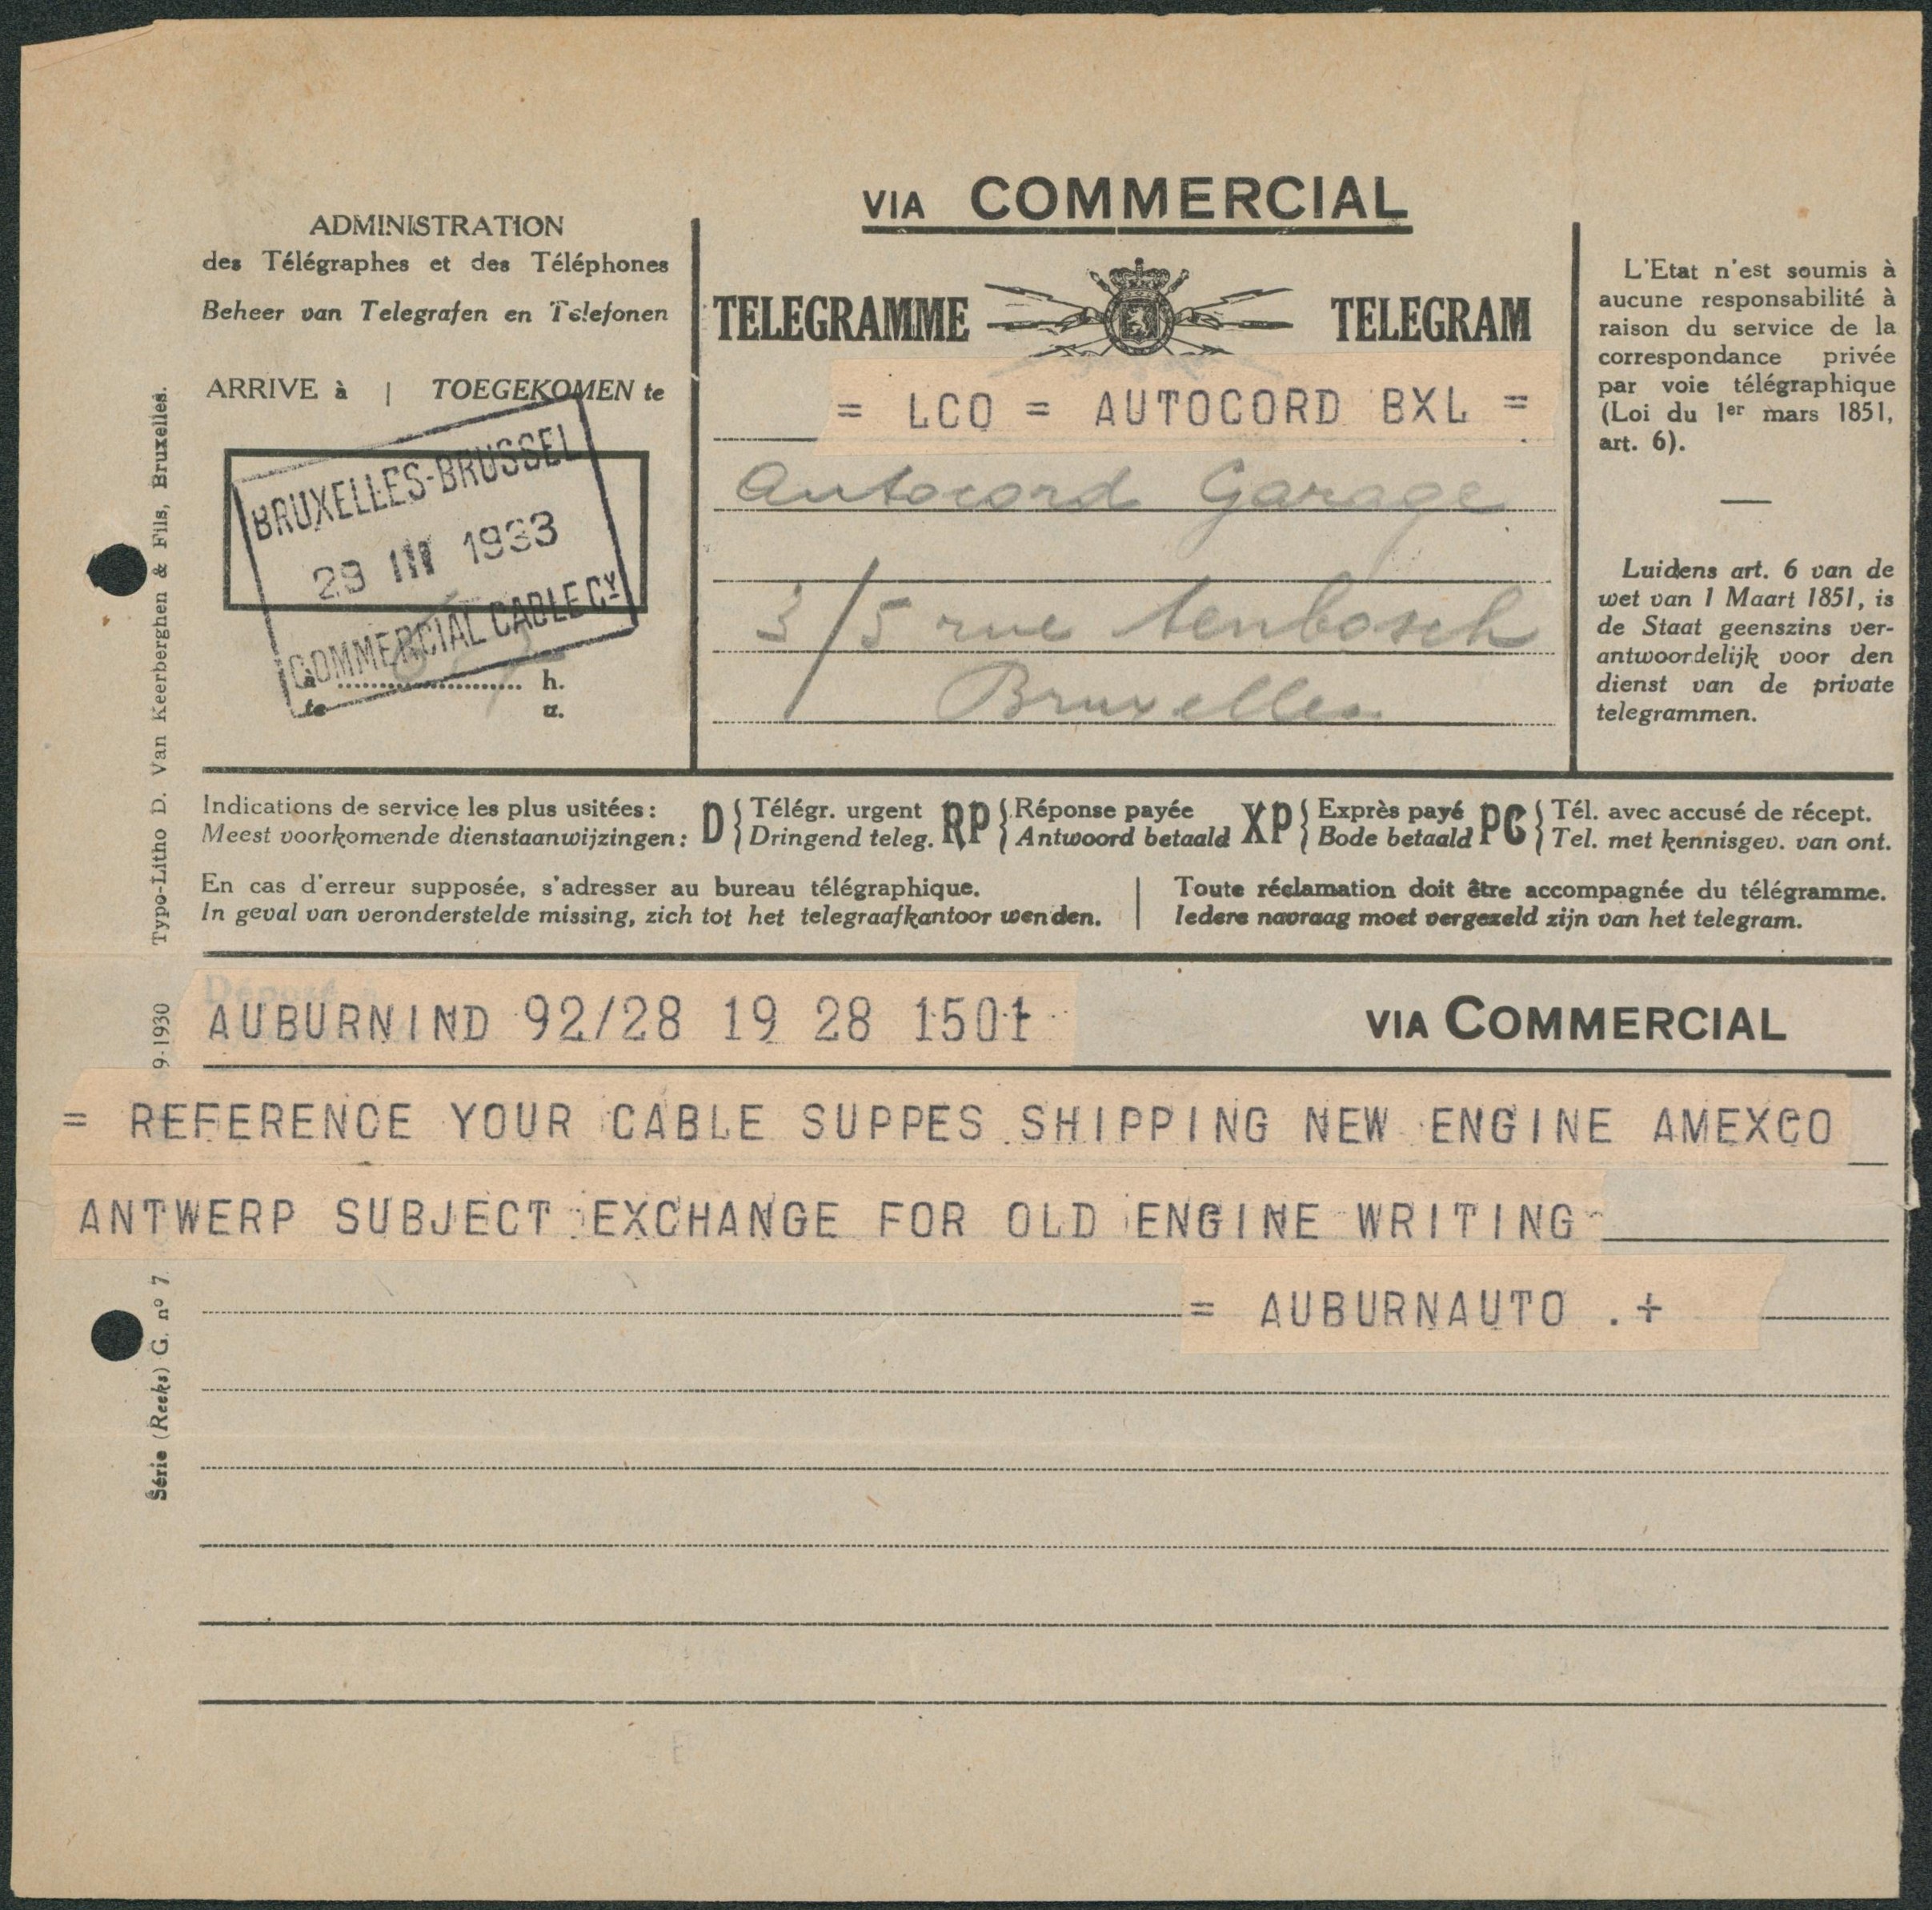 VIA COMMERCIAL
ADMINISTRATION
des Télégraphes et des Téléphones
Beheer van Telegrafen en Telefonen
ARRIVE à | TOEGEKOMEN te
BRUXELLES-BRUSSEL
29 III 1933
COMMERCIAL CABLE CY
à h.
te u.
TELEGRAMME TELEGRAM
= LCO = AUTOCORD BXL =
Autocord Garage
3/5 rue tenbosch
Bruxelles
L'Etat n'est soumis à
aucune responsabilité à
raison du service de la
correspondance privée
par voie télégraphique
(Loi du 1er mars 1851,
art. 6).
Luidens art. 6 van de
wet van 1 Maart 1851, is
de Staat geenszins ver-
antwoordelijk voor den
dienst van de private
telegrammen.
Indications de service les plus usitées :
Meest voorkomende dienstaanwijzingen :
D { Télégr. urgent
Dringend teleg.
RP { Réponse payée
Antwoord betaald
XP { Exprès payé
Bode betaald
PC { Tél. avec accusé de récept.
Tel. met kennisgev. van ont.
En cas d'erreur supposée, s'adresser au bureau télégraphique.
In geval van veronderstelde missing, zich tot het telegraafkantoor wenden.
Toute réclamation doit être accompagnée du télégramme.
Iedere navraag moet vergezeld zijn van het telegram.
Déposé
AUBURNIND 92/28 19 28 1501
VIA COMMERCIAL
= REFERENCE YOUR CABLE SUPPES SHIPPING NEW ENGINE AMEXCO
ANTWERP SUBJECT EXCHANGE FOR OLD ENGINE WRITING
= AUBURNAUTO . +
Série (Reeks) G. nº 7 9-1930 Typo-Litho D. Van Keerberghen & Fils, Bruxelles.